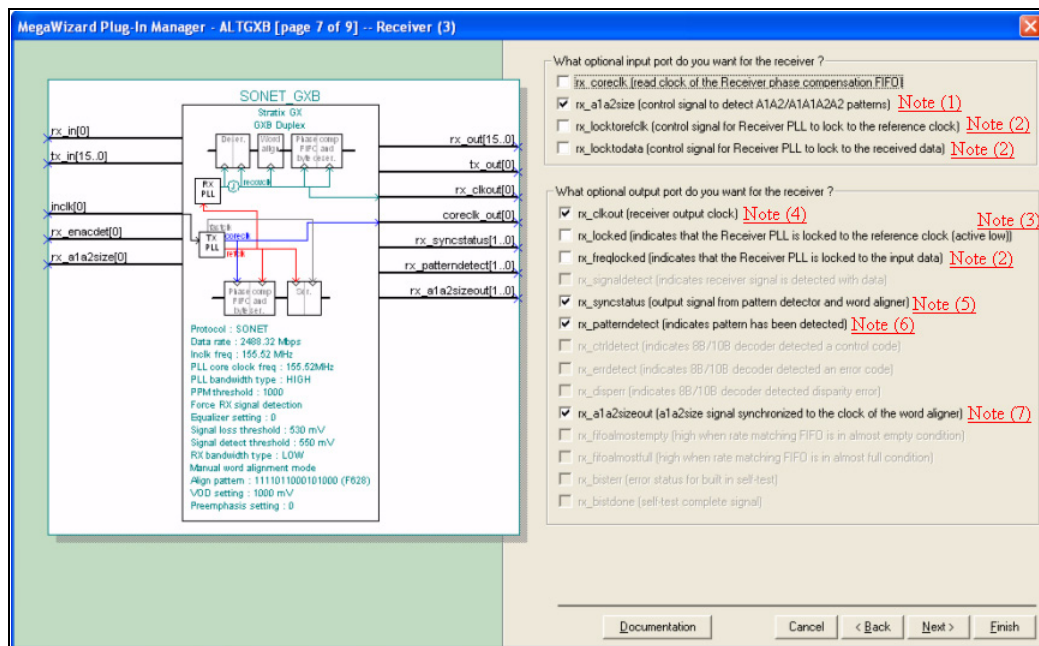 MegaWizard Plug-In Manager - ALTGXB [page 7 of 9] -- Receiver (3)
SONET_GXB
Stratix GX
GXB Duplex
rx_in[0]
tx_in[15..0]
inclk[0]
rx_enacdet[0]
rx_a1a2size[0]
Deser.
Word
align
Phase comp
FIFO and
byte deser.
recovclk
RX
PLL
TX
PLL
coreclk
refclk
Phase comp
FIFO and
byte ser.
Ser.
rx_out[15..0]
tx_out[0]
rx_clkout[0]
coreclk_out[0]
rx_syncstatus[1..0]
rx_patterndetect[1..0]
rx_a1a2sizeout[1..0]
Protocol : SONET
Data rate : 2488.32 Mbps
Inclk freq : 155.52 MHz
PLL core clock freq : 155.52MHz
PLL bandwidth type : HIGH
PPM threshold : 1000
Force RX signal detection
Equalizer setting : 0
Signal loss threshold : 530 mV
Signal detect threshold : 550 mV
RX bandwidth type : LOW
Manual word alignment mode
Align pattern : 1111011000101000 (F628)
VOD setting : 1000 mV
Preemphasis setting : 0
What optional input port do you want for the receiver ?
rx_coreclk (read clock of the Receiver phase compensation FIFO)
rx_a1a2size (control signal to detect A1A2/A1A1A2A2 patterns) Note (1)
rx_locktorefclk (control signal for Receiver PLL to lock to the reference clock) Note (2)
rx_locktodata (control signal for Receiver PLL to lock to the received data) Note (2)
What optional output port do you want for the receiver ?
rx_clkout (receiver output clock) Note (4)
rx_locked (indicates that the Receiver PLL is locked to the reference clock (active low)) Note (3)
rx_freqlocked (indicates that the Receiver PLL is locked to the input data) Note (2)
rx_signaldetect (indicates receiver signal is detected with data)
rx_syncstatus (output signal from pattern detector and word aligner) Note (5)
rx_patterndetect (indicates pattern has been detected) Note (6)
rx_ctrldetect (indicates 8B/10B decoder detected a control code)
rx_errdetect (indicates 8B/10B decoder detected an error code)
rx_disperr (indicates 8B/10B decoder detected disparity error)
rx_a1a2sizeout (a1a2size signal synchronized to the clock of the word aligner) Note (7)
rx_fifoalmostempty (high when rate matching FIFO is in almost empty condition)
rx_fifoalmostfull (high when rate matching FIFO is in almost full condition)
rx_bisterr (error status for built in self-test)
rx_bistdone (self-test complete signal)
Documentation
Cancel
< Back
Next >
Finish